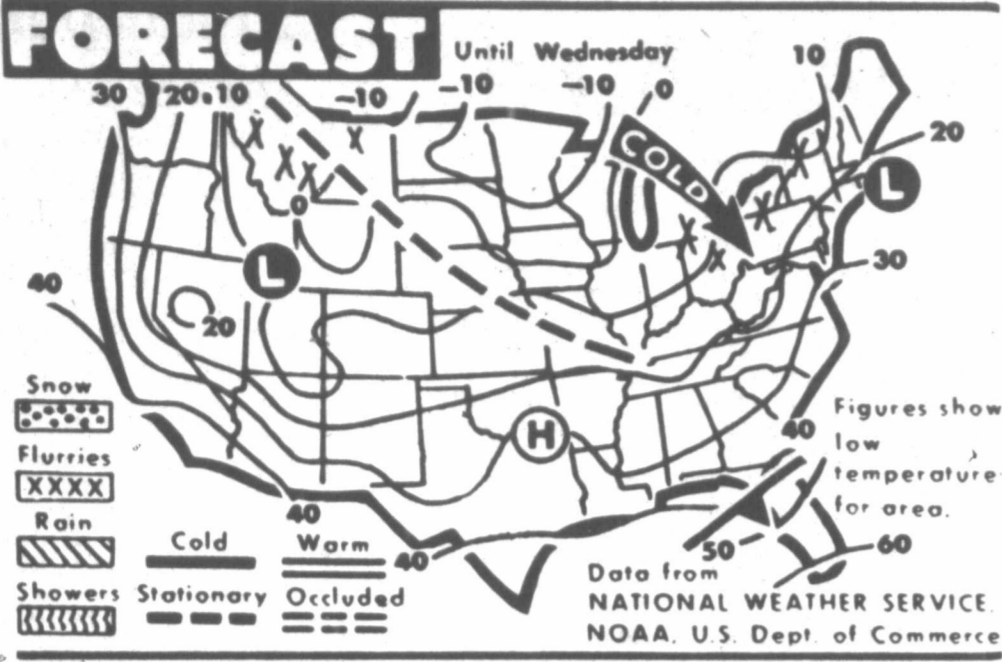 FORECAST
Until Wednesday
30 20 10 -10 -10 -10 0 10
20
COLD
L
0
L
30
40
20
Snow
Flurries
XXXX
Rain
Showers
H
40
Figures show
low
temperature
for area.
40
40
50
60
Cold
Warm
Stationary
Occluded
Data from
NATIONAL WEATHER SERVICE.
NOAA, U.S. Dept. of Commerce